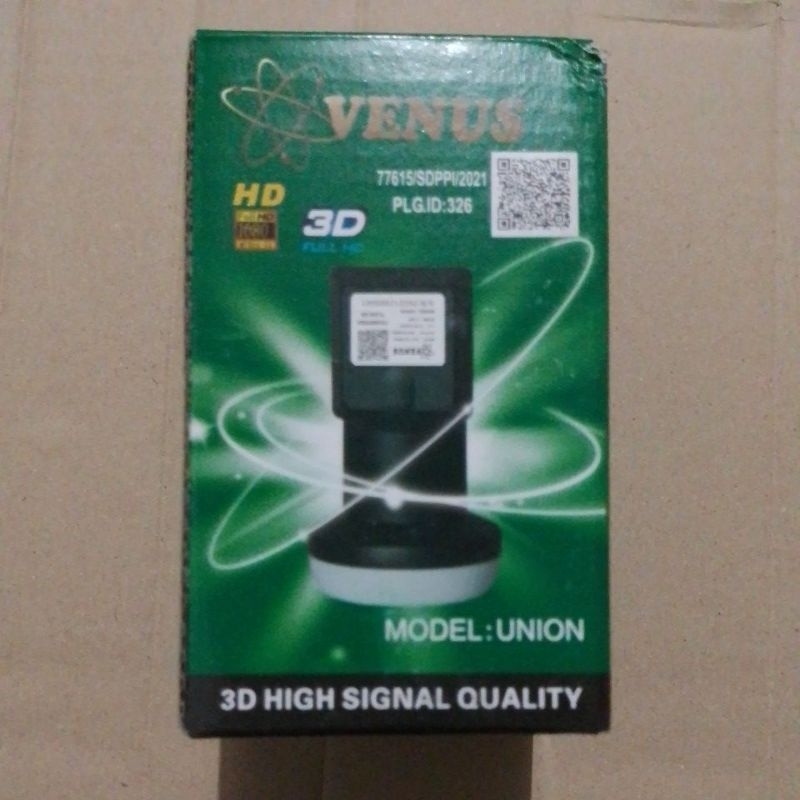 VENUS
77615/SDPPI/2021
PLG.ID:326
HD
3D
FULL HD
MODEL:UNION
3D HIGH SIGNAL QUALITY